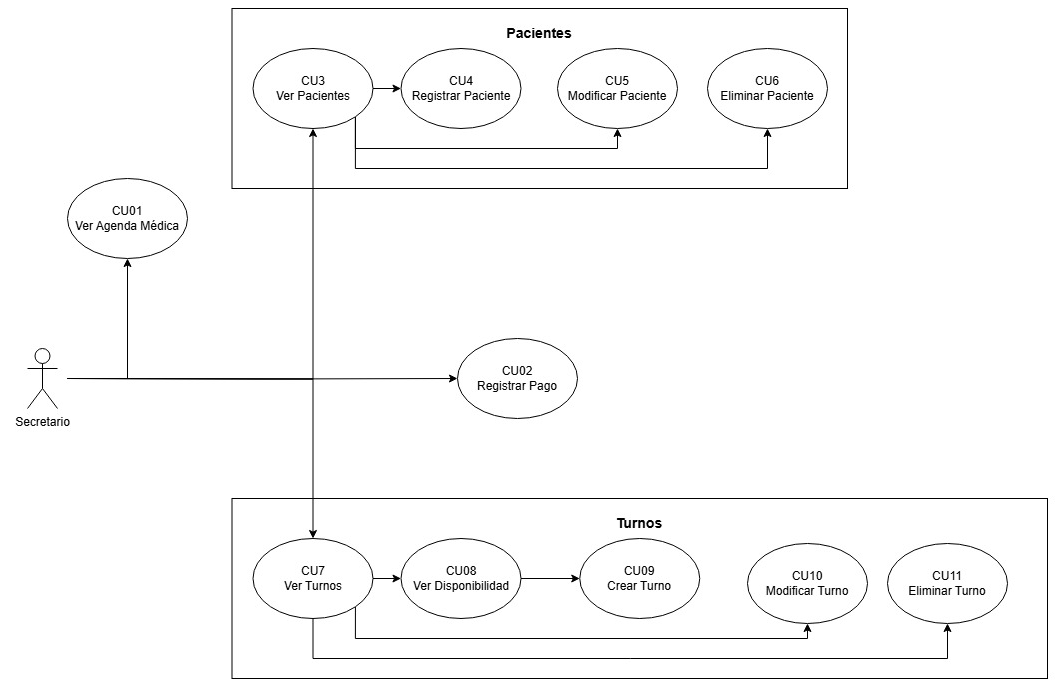 Pacientes
CU3
Ver Pacientes
CU4
Registrar Paciente
CU5
Modificar Paciente
CU6
Eliminar Paciente
CU01
Ver Agenda Médica
CU02
Registrar Pago
Secretario
Turnos
CU7
Ver Turnos
CU08
Ver Disponibilidad
CU09
Crear Turno
CU10
Modificar Turno
CU11
Eliminar Turno